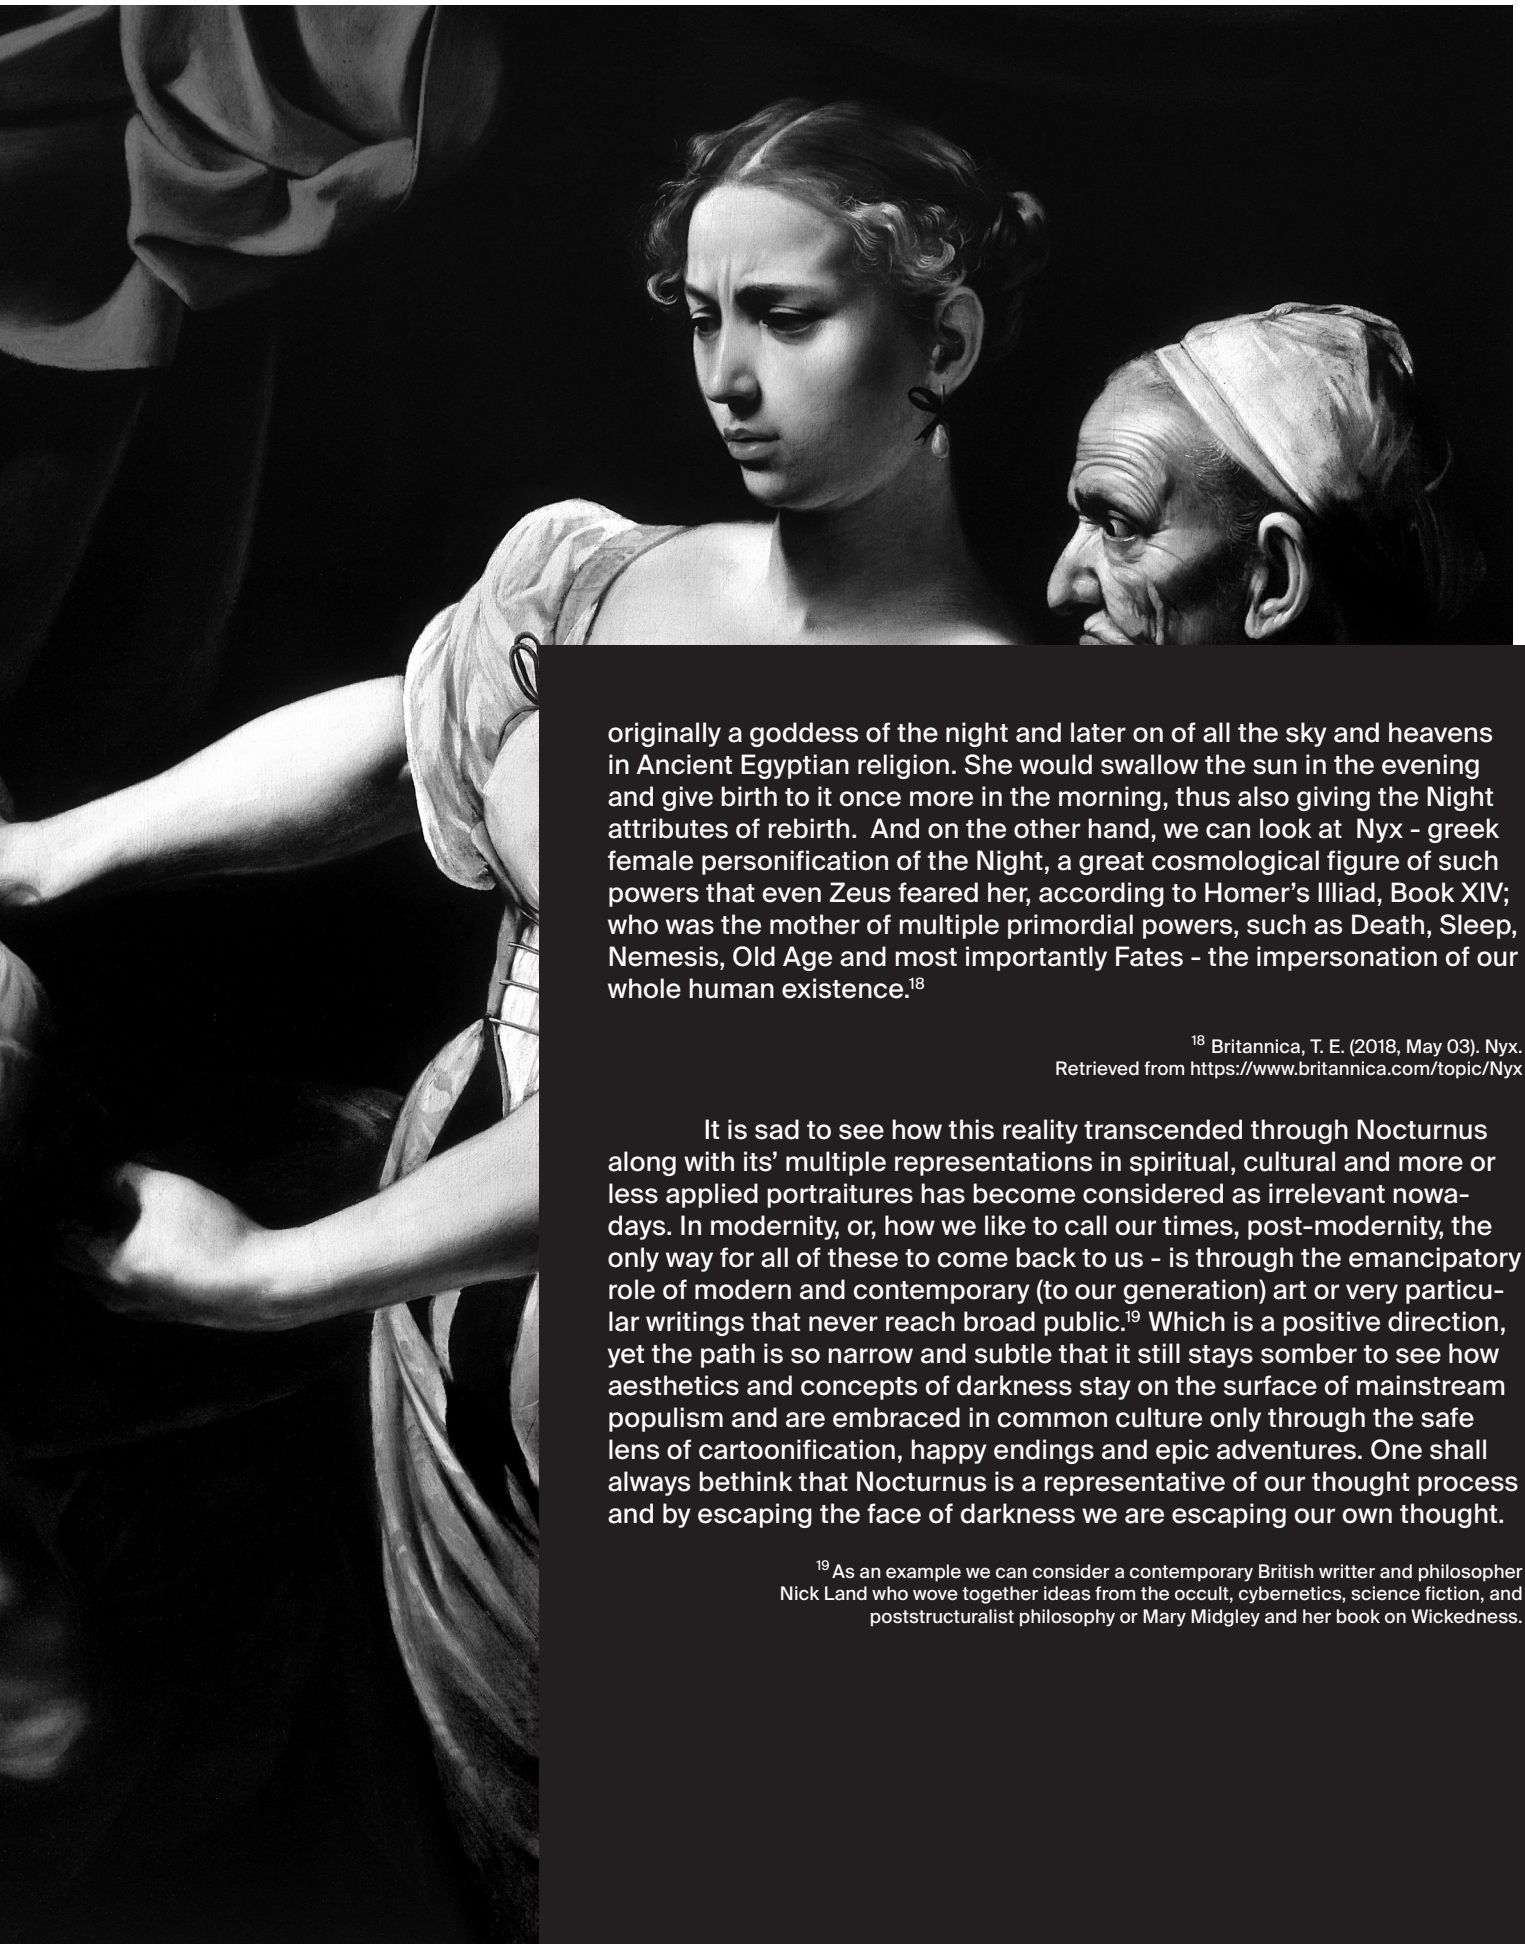 originally a goddess of the night and later on of all the sky and heavens
in Ancient Egyptian religion. She would swallow the sun in the evening
and give birth to it once more in the morning, thus also giving the Night
attributes of rebirth.  And on the other hand, we can look at  Nyx - greek
female personification of the Night, a great cosmological figure of such
powers that even Zeus feared her, according to Homer’s Illiad, Book XIV;
who was the mother of multiple primordial powers, such as Death, Sleep,
Nemesis, Old Age and most importantly Fates - the impersonation of our
whole human existence.18
18 Britannica, T. E. (2018, May 03). Nyx.
Retrieved from https://www.britannica.com/topic/Nyx
It is sad to see how this reality transcended through Nocturnus
along with its’ multiple representations in spiritual, cultural and more or
less applied portraitures has become considered as irrelevant nowa-
days. In modernity, or, how we like to call our times, post-modernity, the
only way for all of these to come back to us - is through the emancipatory
role of modern and contemporary (to our generation) art or very particu-
lar writings that never reach broad public.19 Which is a positive direction,
yet the path is so narrow and subtle that it still stays somber to see how
aesthetics and concepts of darkness stay on the surface of mainstream
populism and are embraced in common culture only through the safe
lens of cartoonification, happy endings and epic adventures. One shall
always bethink that Nocturnus is a representative of our thought process
and by escaping the face of darkness we are escaping our own thought.
19 As an example we can consider a contemporary British writter and philosopher
Nick Land who wove together ideas from the occult, cybernetics, science fiction, and
poststructuralist philosophy or Mary Midgley and her book on Wickedness.